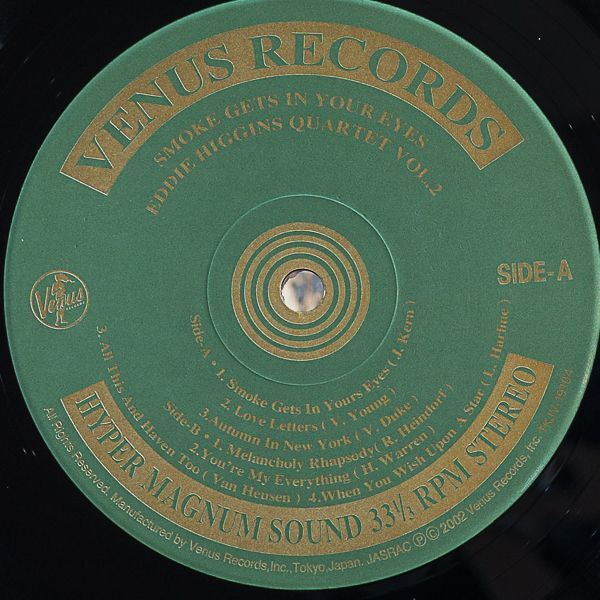 VENUS RECORDS
SMOKE GETS IN YOUR EYES
EDDIE HIGGINS QUARTET VOL.2
SIDE-A
Venus
RECORDS
Side-A • 1. Smoke Gets In Yours Eyes ( J. Kern )
2. Love Letters ( V. Young )
3.Autumn In New York ( V. Duke )
Side-B • 1. Melancholy Rhapsody( R. Heindorf )
2.You're My Everything ( H. Warren )
3. All This And Haven Too ( Van Heusen ) 4.When You Wish Upon A Star ( L. Harline )
HYPER MAGNUM SOUND 33⅓ RPM STEREO
All Rights Reserved. Manufactured by Venus Records,Inc.,Tokyo,Japan. JASRAC Ⓟ© 2002 Venus Records, Inc.